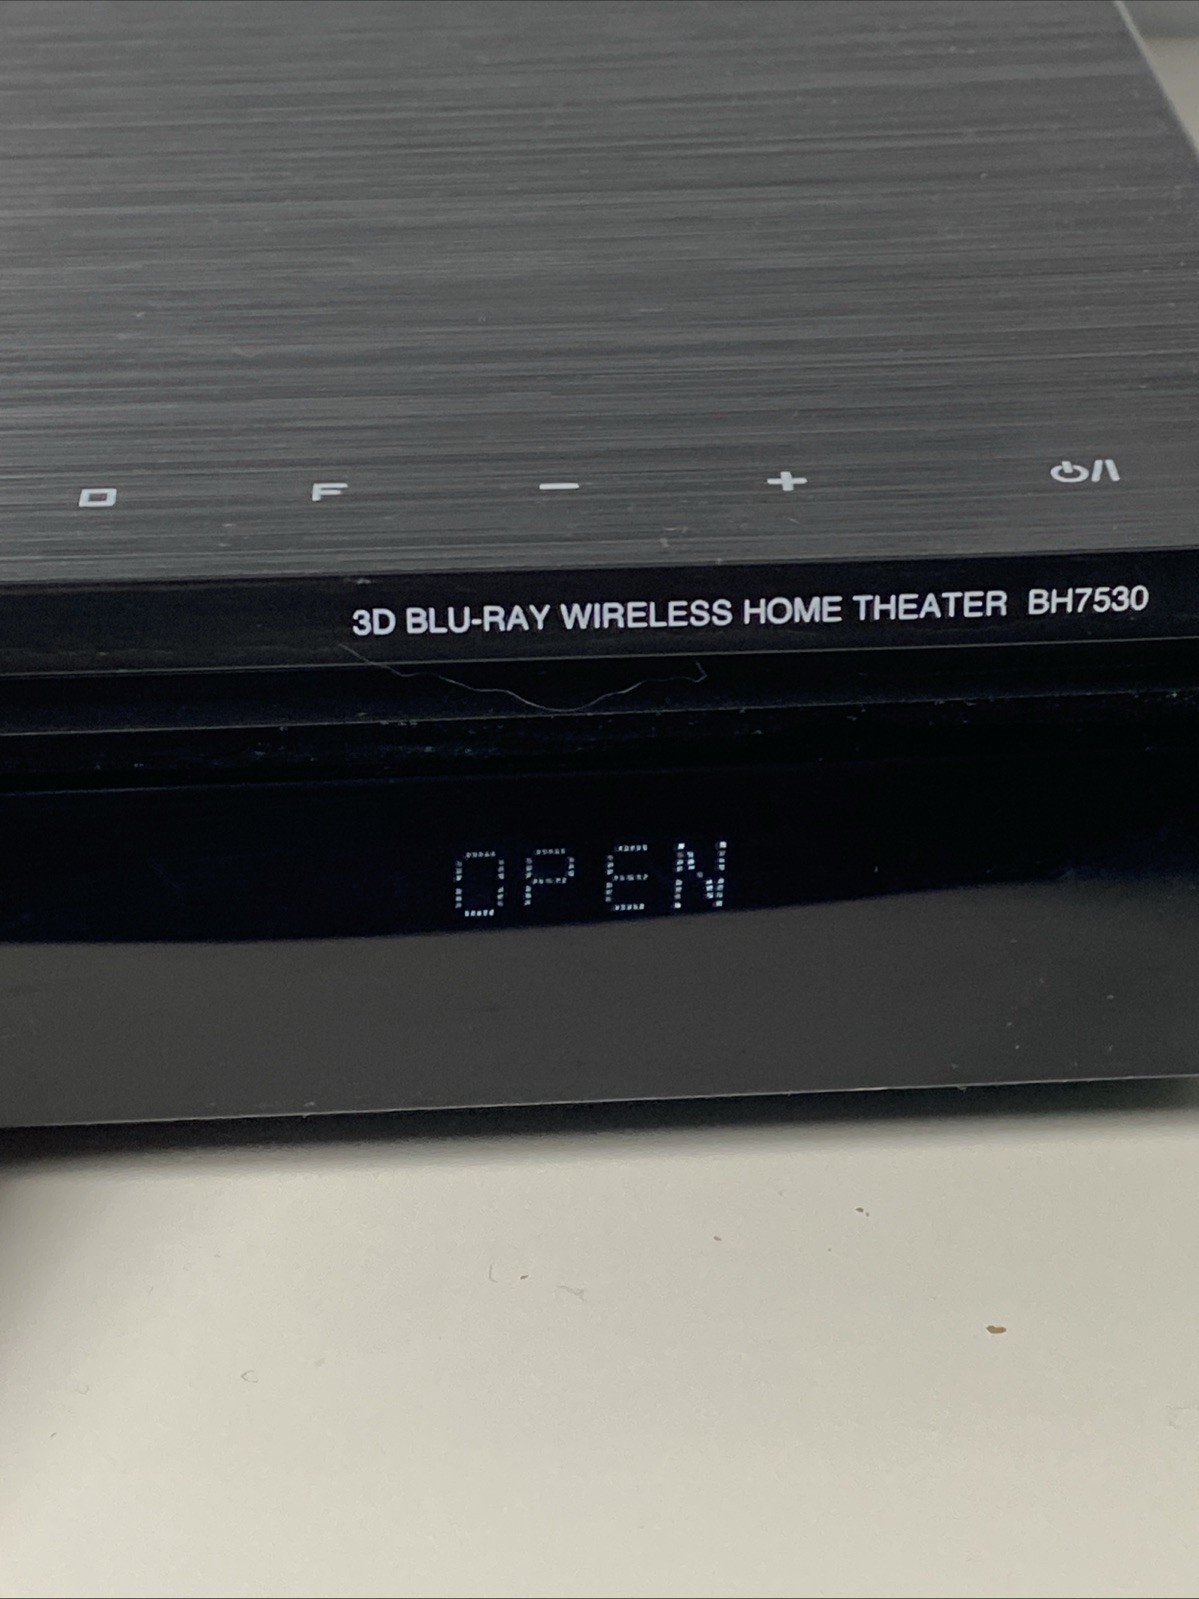 F - +
3D BLU-RAY WIRELESS HOME THEATER BH7530
OPEN